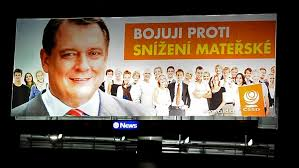 BOJUJI PROTI
SNÍŽENÍ MATEŘSKÉ
ČSSD
News